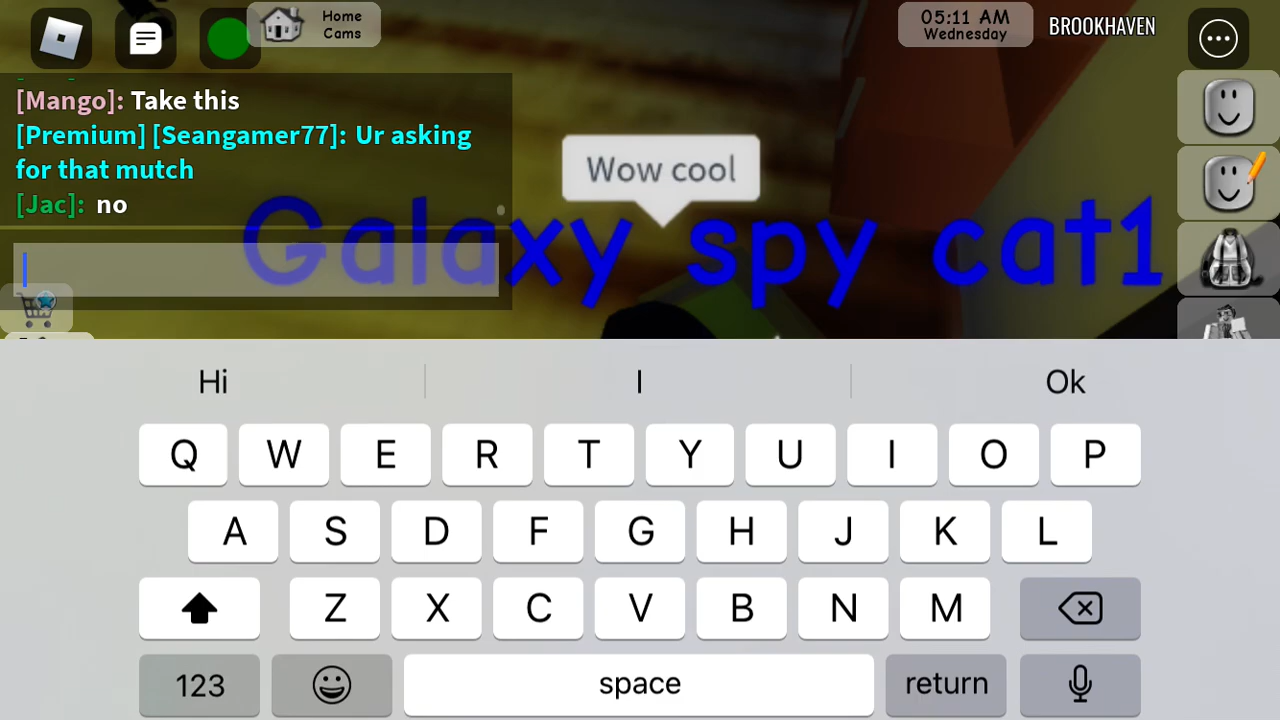 Home
Cams
05:11 AM
Wednesday
BROOKHAVEN
[Mango]: Take this
[Premium] [Seangamer77]: Ur asking
for that mutch
[Jac]: no
Wow cool
Galaxy spy cat1
Hi I Ok
Q W E R T Y U I O P
A S D F G H J K L
Z X C V B N M
123 space return